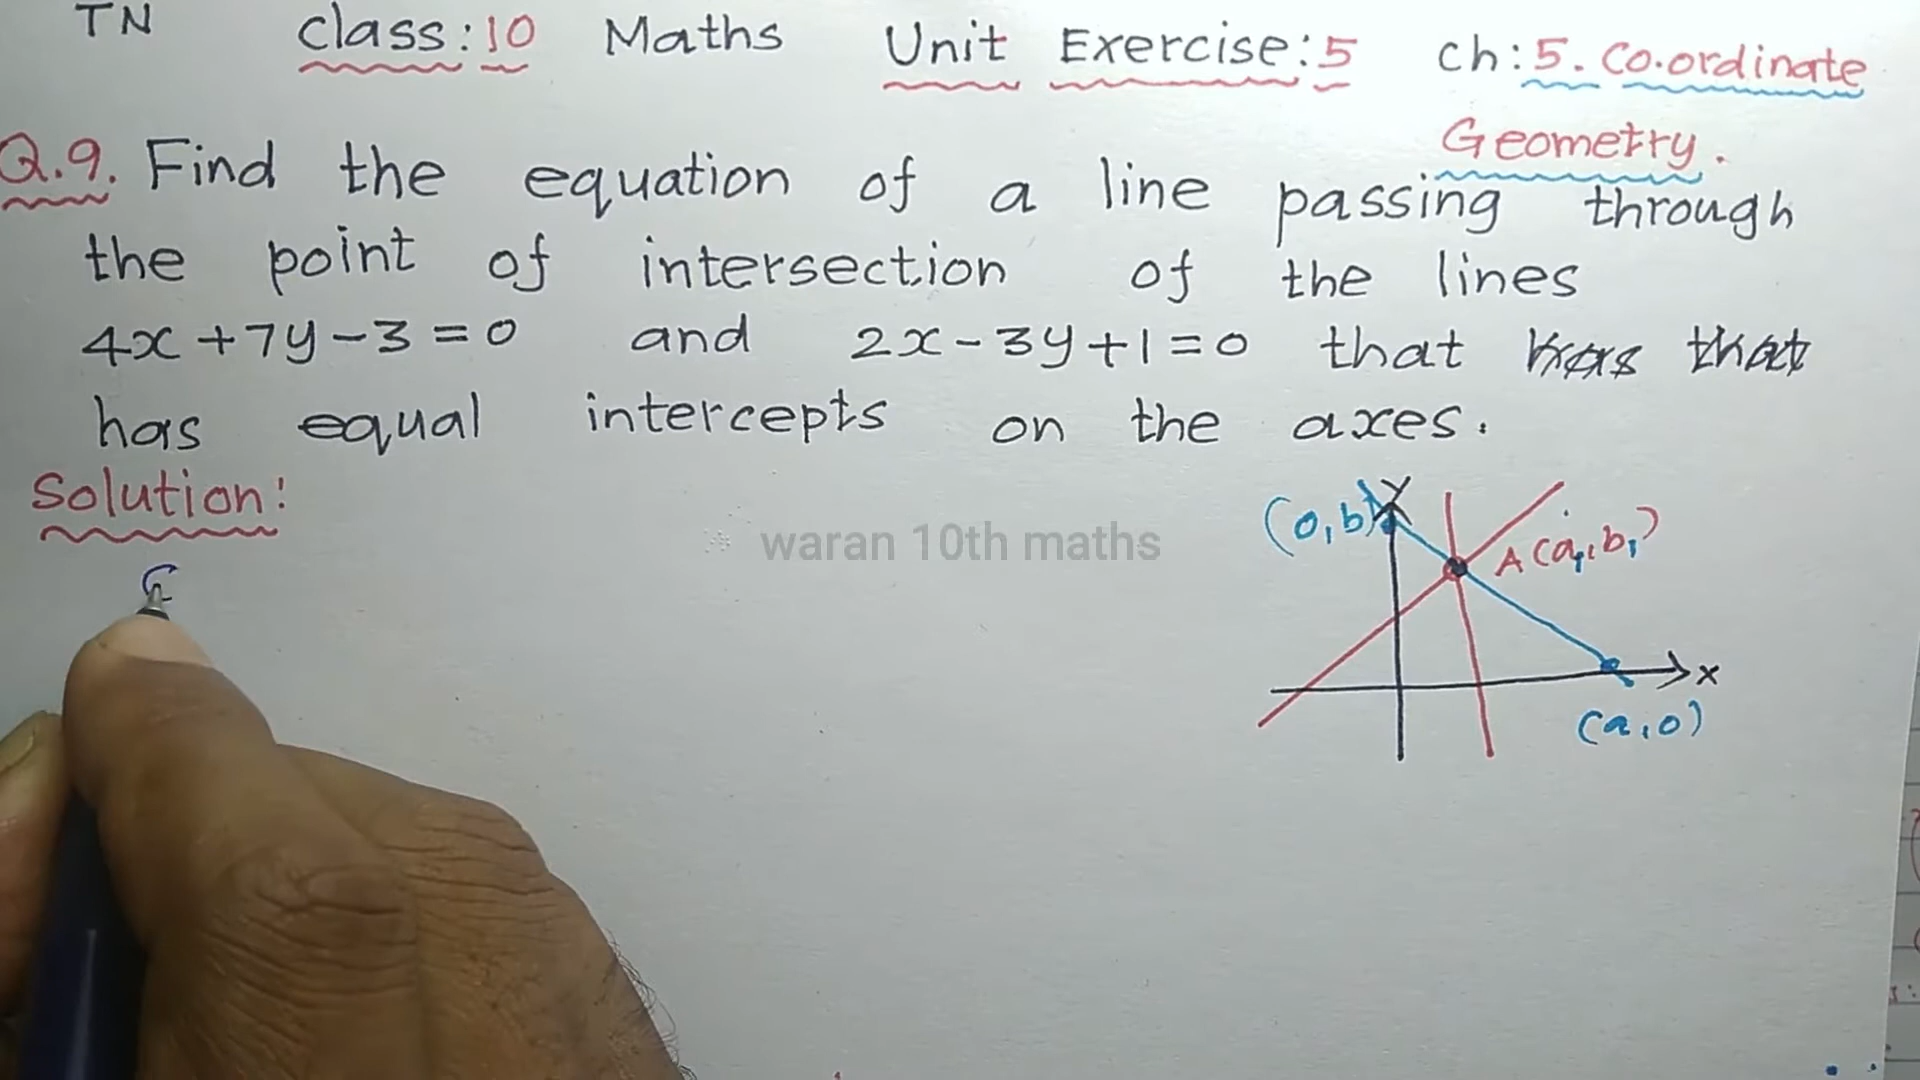 TN class: 10 Maths Unit Exercise: 5 ch: 5. Co.ordinate
Geometry.
Q.9. Find the equation of a line passing through
the point of intersection of the lines
4x + 7y - 3 = 0 and 2x - 3y + 1 = 0 that has that
has equal intercepts on the axes.
Solution:
waran 10th maths
(0, b)
Y
A (a₁, b₁)
x
(a, 0)